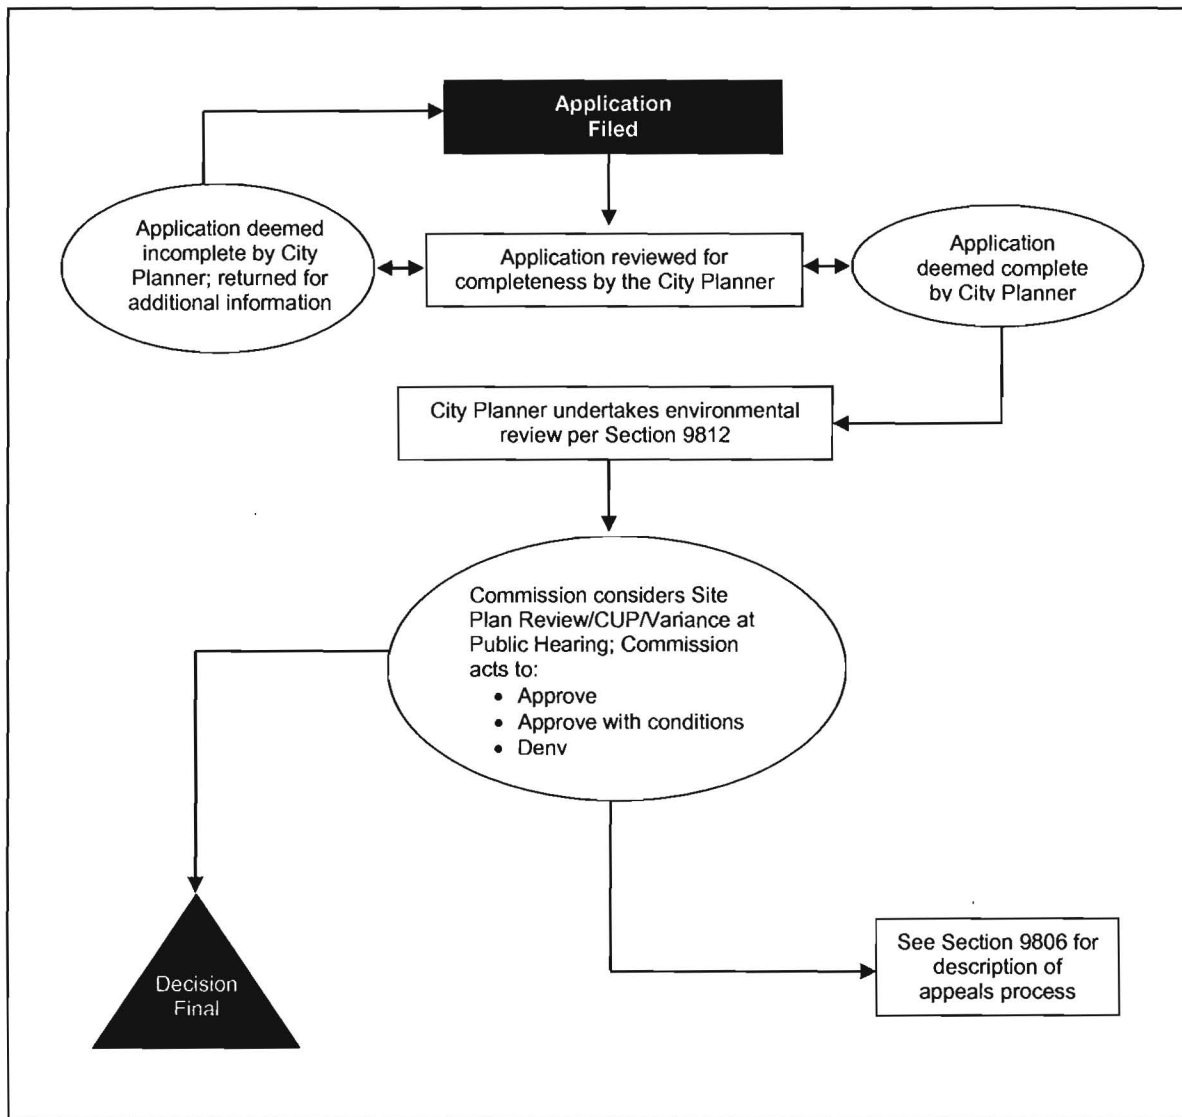 Application
Filed
Application deemed
incomplete by City
Planner; returned for
additional information
Application reviewed for
completeness by the City Planner
Application
deemed complete
by City Planner
City Planner undertakes environmental
review per Section 9812
Commission considers Site
Plan Review/CUP/Variance at
Public Hearing; Commission
acts to:
• Approve
• Approve with conditions
• Deny
Decision
Final
See Section 9806 for
description of
appeals process